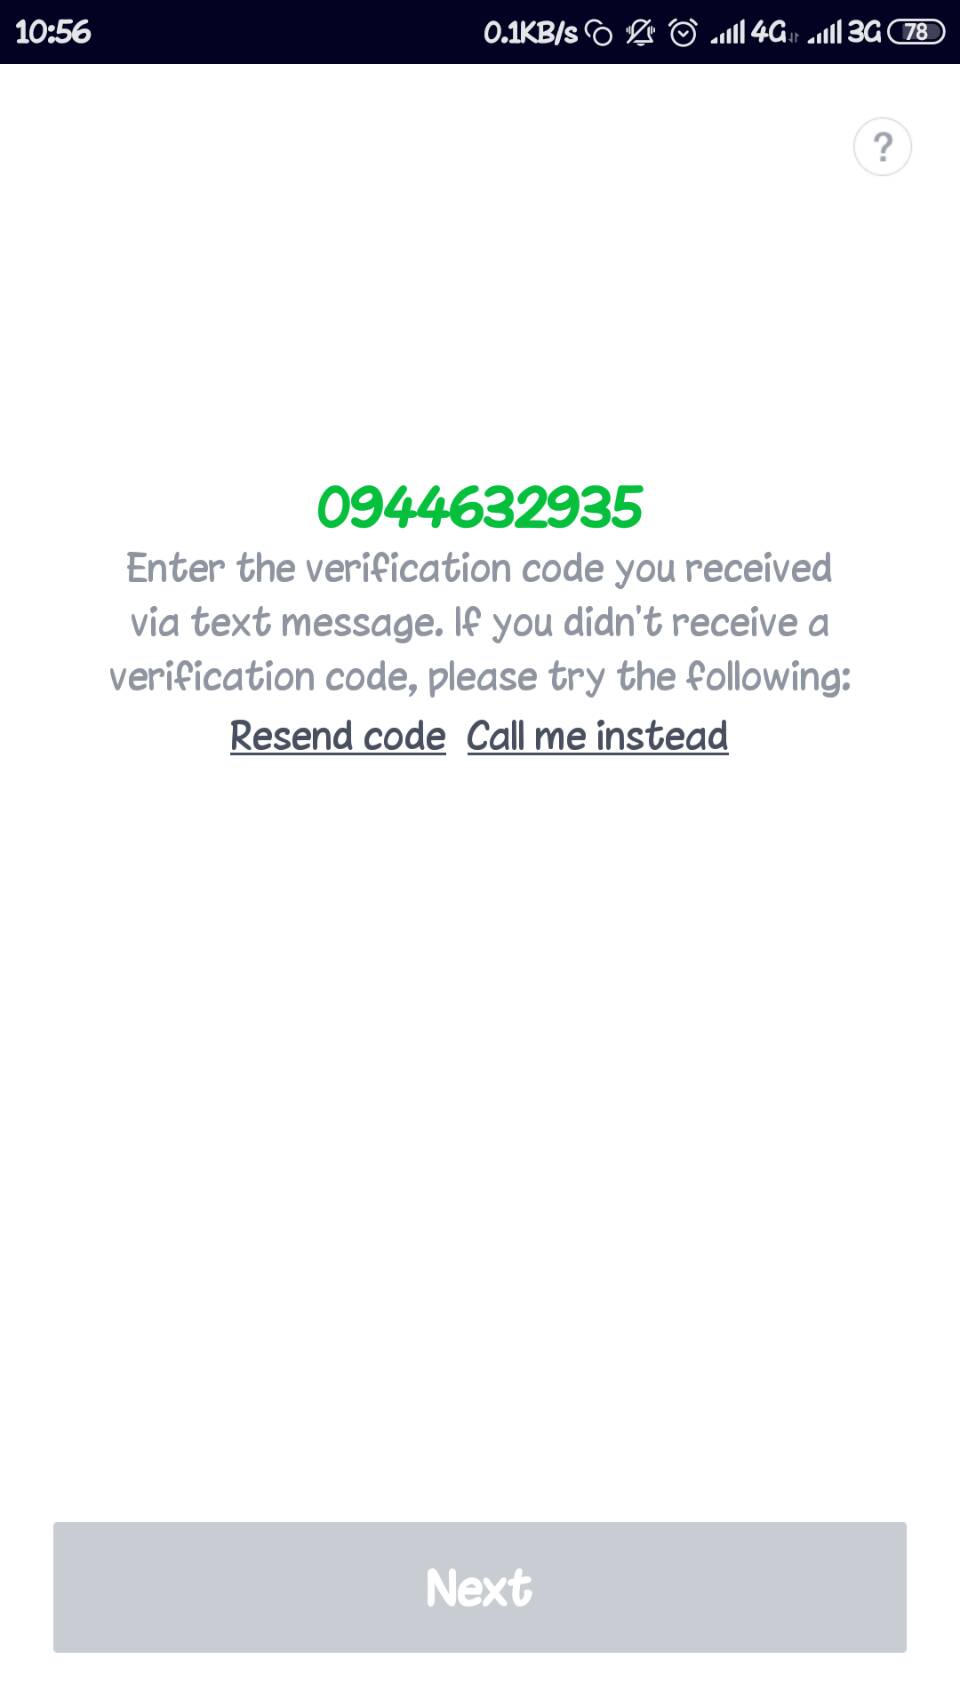 10:56 0.1KB/s 4G 3G 78
?
0944632935
Enter the verification code you received
via text message. If you didn't receive a
verification code, please try the following:
Resend code Call me instead
Next